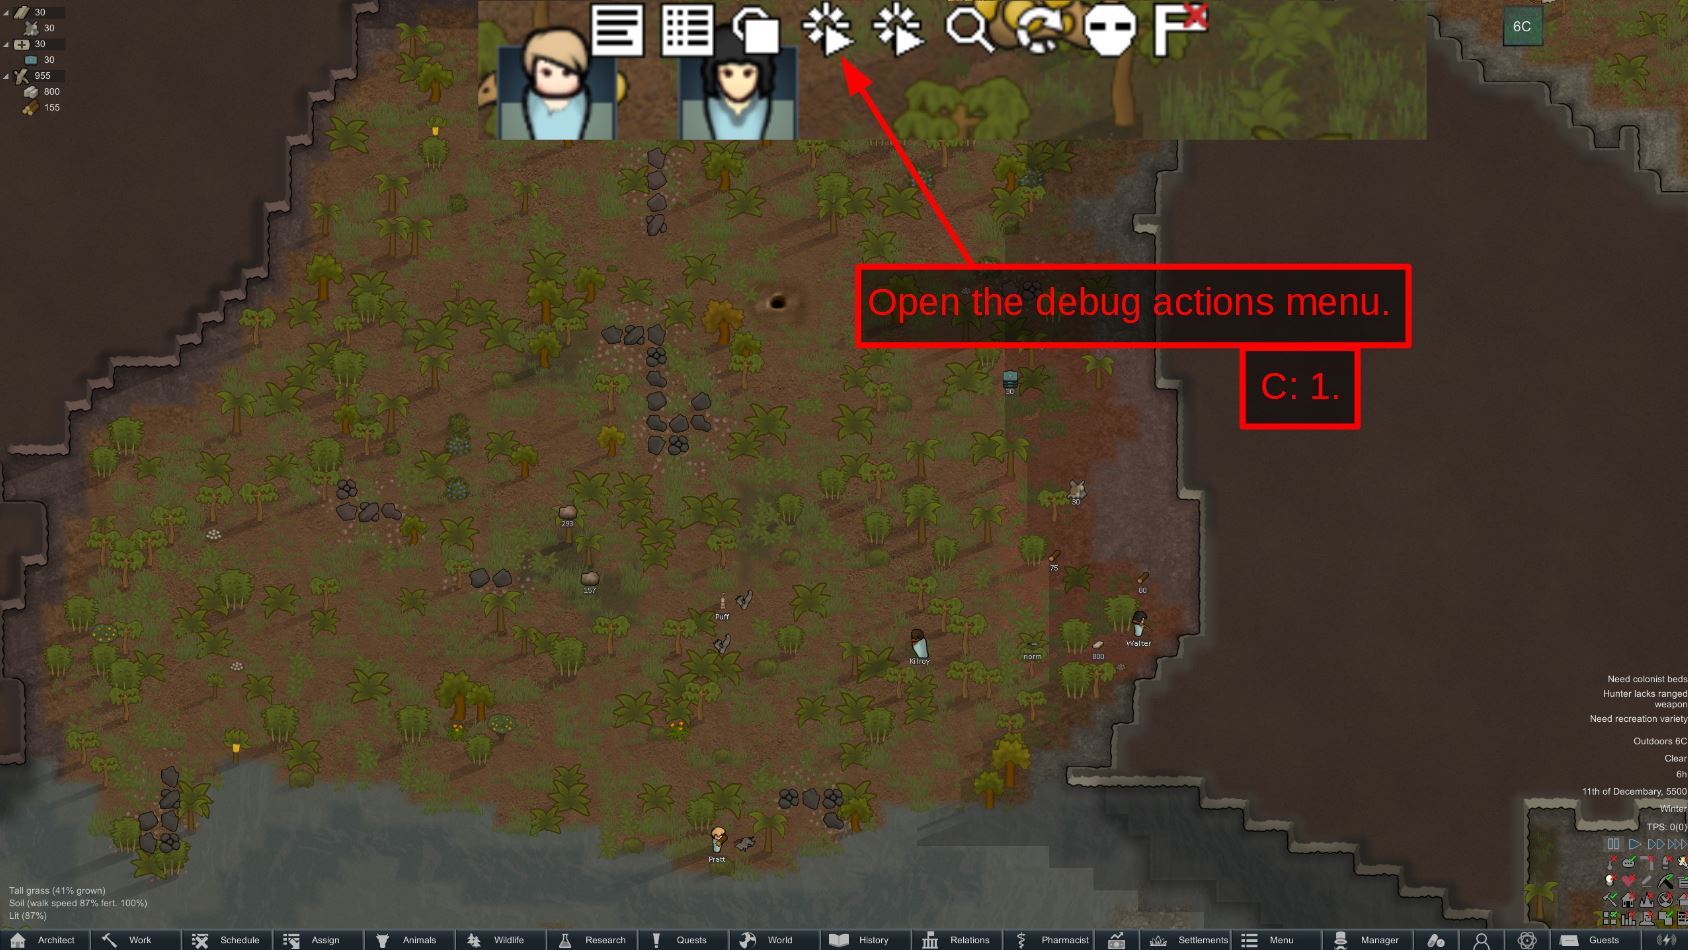 30
30
30
30
955
800
155
6C
Open the debug actions menu.
C: 1.
30
30
293
75
157
80
Puff
Walter
Kilroy
norm
800
Pratt
Need colonist beds
Hunter lacks ranged
weapon
Need recreation variety
Outdoors 6C
Clear
6h
11th of Decembary, 5500
Winter
TPS: 0(0)
Tall grass (41% grown)
Soil (walk speed 87% fert. 100%)
Lit (87%)
Architect Work Schedule Assign Animals Wildlife Research Quests World History Relations Pharmacist Settlements Menu Manager Guests